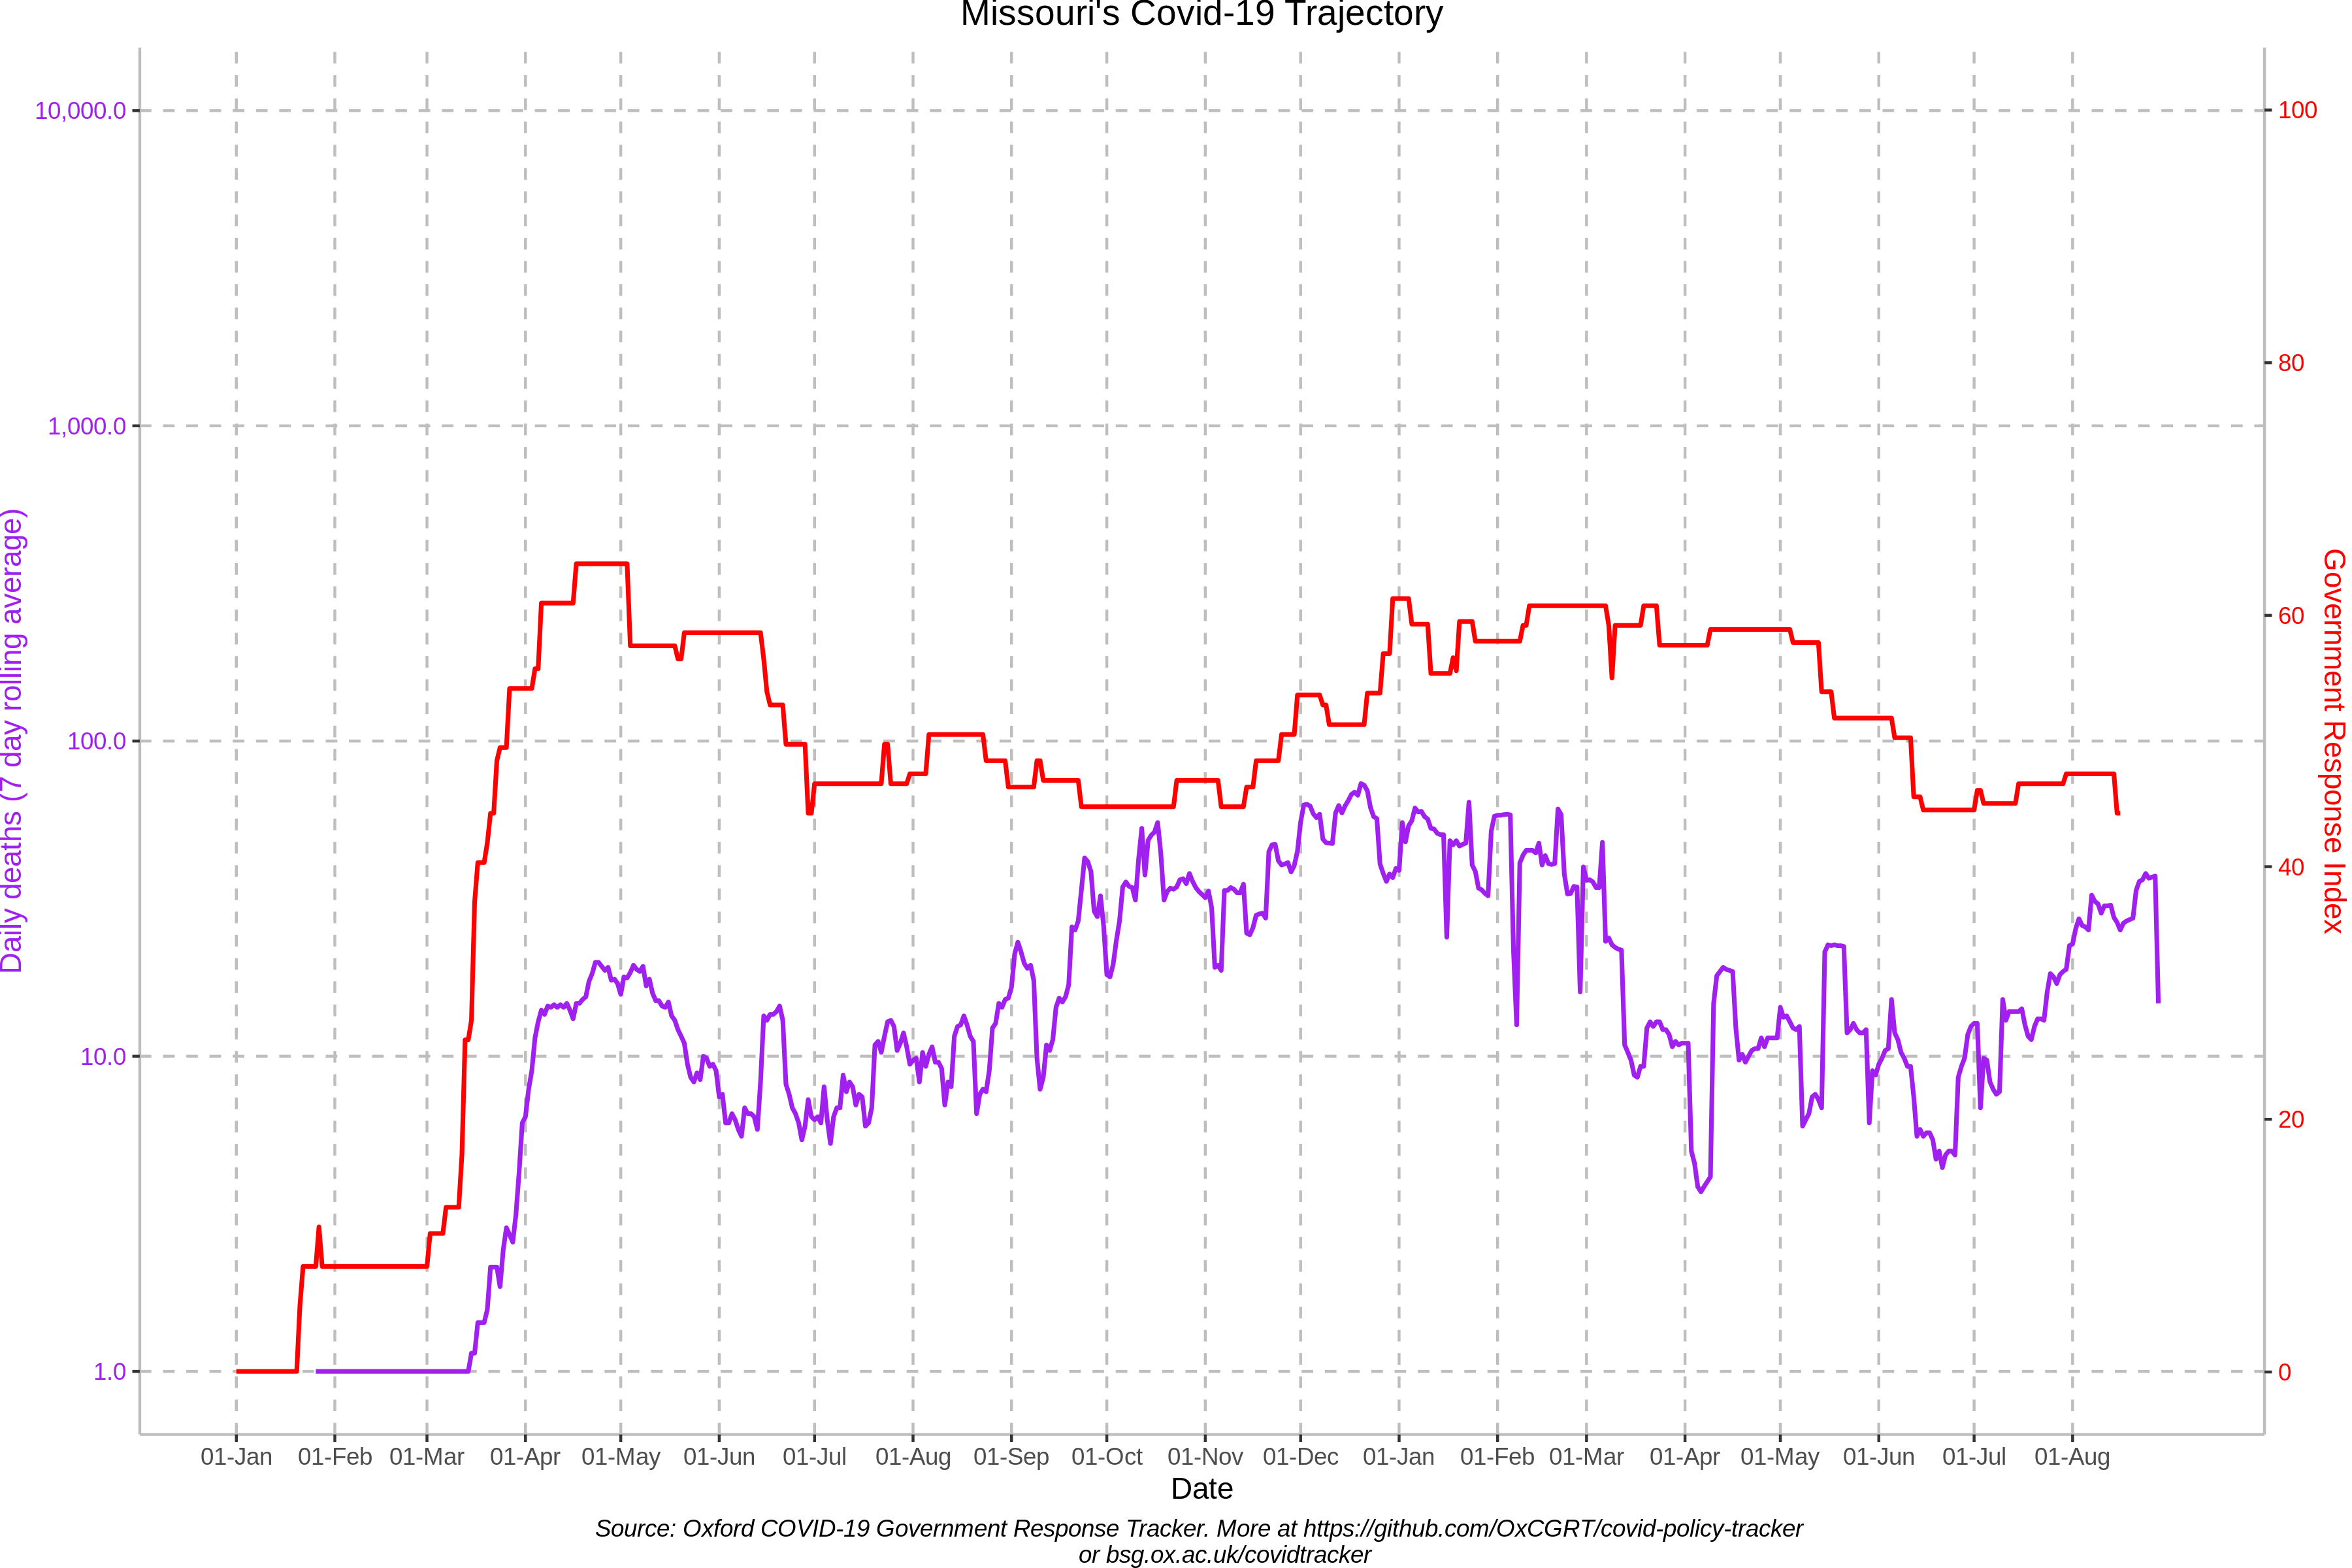 Missouri's Covid-19 Trajectory
10,000.0
1,000.0
100.0
10.0
1.0
Daily deaths (7 day rolling average)
100
80
60
40
20
0
Government Response Index
01-Jan 01-Feb 01-Mar 01-Apr 01-May 01-Jun 01-Jul 01-Aug 01-Sep 01-Oct 01-Nov 01-Dec 01-Jan 01-Feb 01-Mar 01-Apr 01-May 01-Jun 01-Jul 01-Aug
Date
Source: Oxford COVID-19 Government Response Tracker. More at https://github.com/OxCGRT/covid-policy-tracker
or bsg.ox.ac.uk/covidtracker